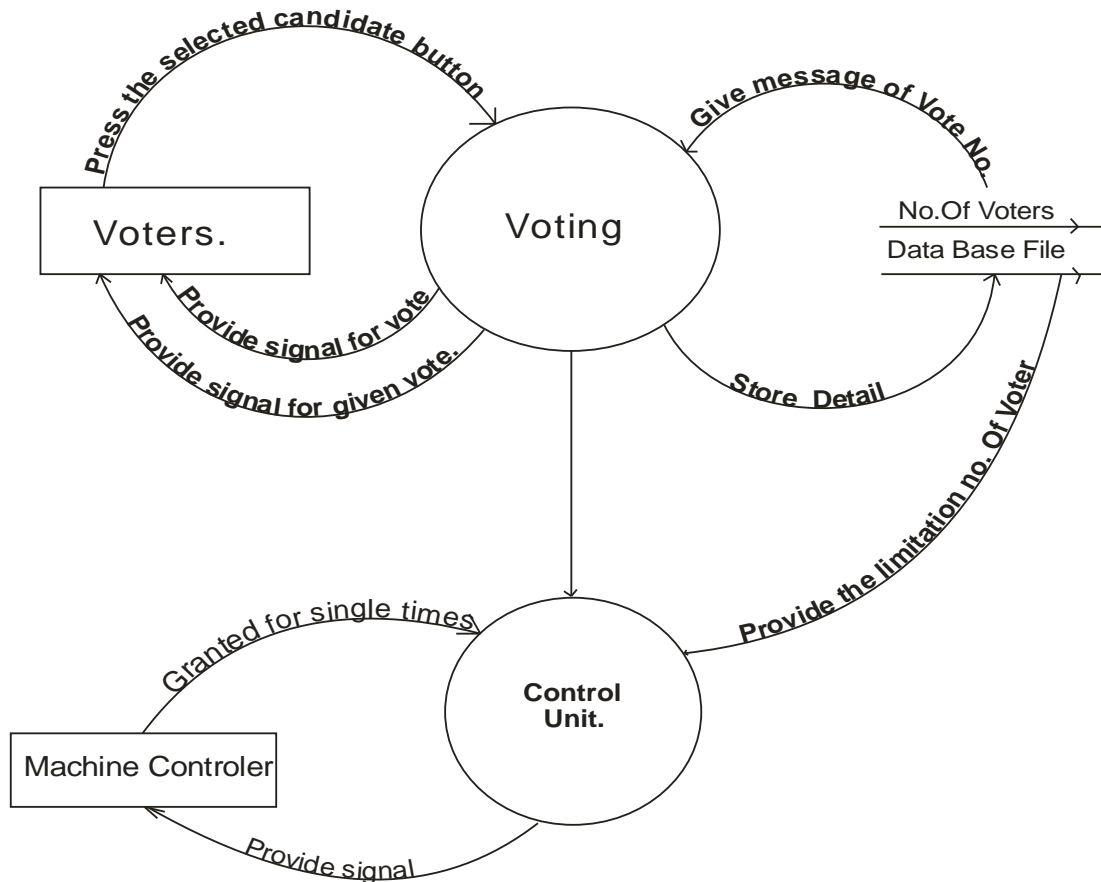 Press the selected candidate button
Give message of Vote No.
Voters.
Voting
No.Of Voters
Data Base File
Provide signal for vote
Provide signal for given vote.
Store Detail
Provide the limitation no. Of Voter
Granted for single times
Control
Unit.
Machine Controler
Provide signal